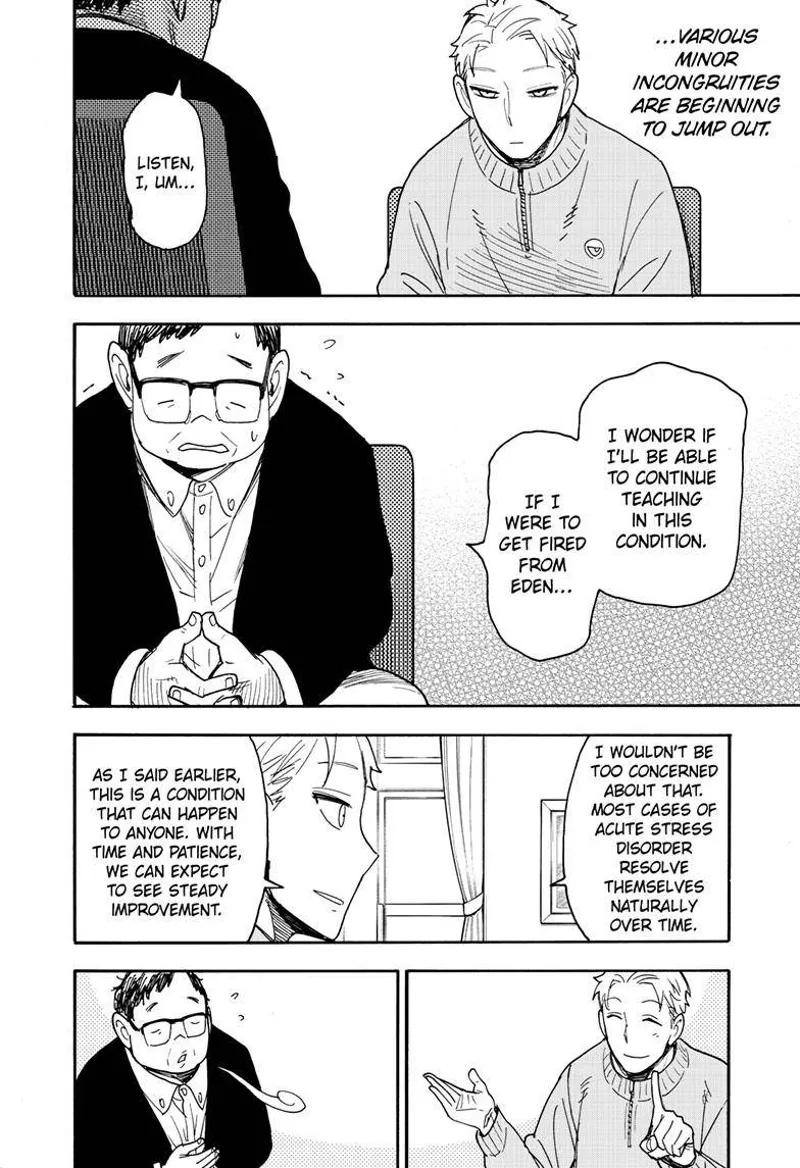 ...VARIOUS
MINOR
INCONGRUITIES
ARE BEGINNING
TO JUMP OUT.
LISTEN,
I, UM...
I WONDER IF
I'LL BE ABLE
TO CONTINUE
TEACHING
IN THIS
CONDITION.
IF I
WERE TO
GET FIRED
FROM
EDEN...
I WOULDN'T BE
TOO CONCERNED
ABOUT THAT.
MOST CASES OF
ACUTE STRESS
DISORDER
RESOLVE
THEMSELVES
NATURALLY
OVER TIME.
AS I SAID EARLIER,
THIS IS A CONDITION
THAT CAN HAPPEN
TO ANYONE. WITH
TIME AND PATIENCE,
WE CAN EXPECT
TO SEE STEADY
IMPROVEMENT.